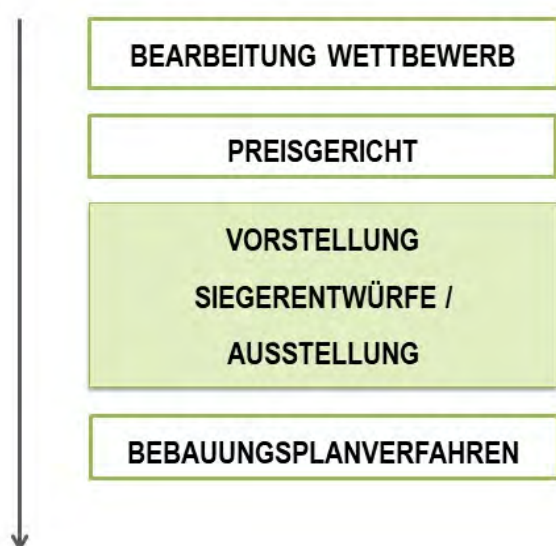 BEARBEITUNG WETTBEWERB
PREISGERICHT
VORSTELLUNG
SIEGERENTWÜRFE /
AUSSTELLUNG
BEBAUUNGSPLANVERFAHREN